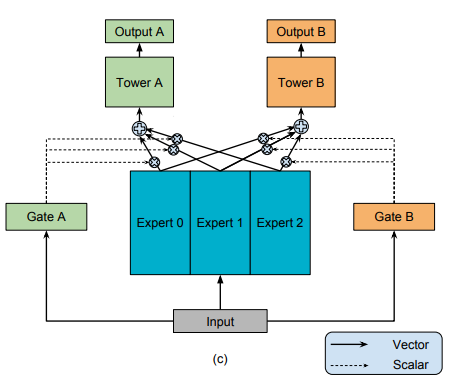 Output A
Output B
Tower A
Tower B
Gate A
Expert 0
Expert 1
Expert 2
Gate B
Input
(c)
Vector
Scalar